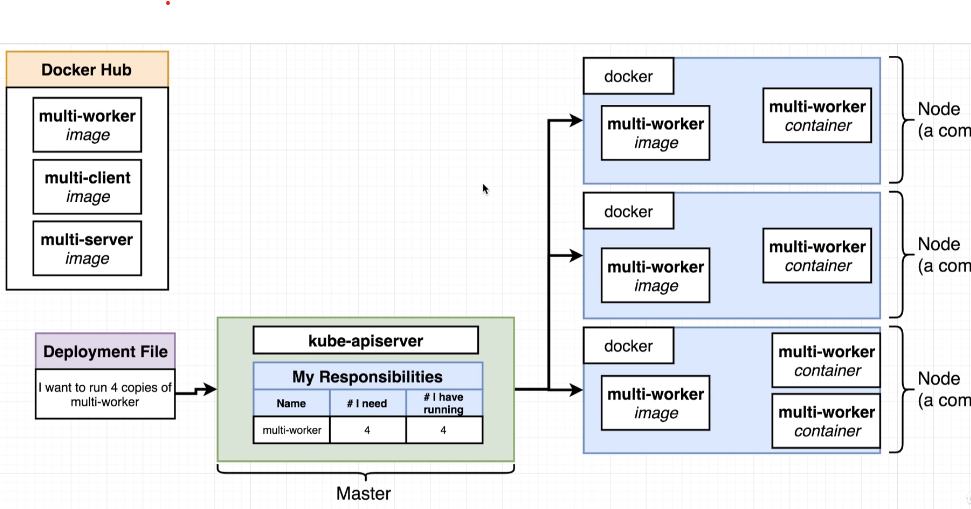 Docker Hub
multi-worker
image
multi-client
image
multi-server
image
Deployment File
I want to run 4 copies of
multi-worker
kube-apiserver
My Responsibilities
Name
# I need
# I have
running
multi-worker
4
4
Master
docker
multi-worker
image
multi-worker
container
Node
(a com
docker
multi-worker
image
multi-worker
container
Node
(a com
docker
multi-worker
image
multi-worker
container
multi-worker
container
Node
(a com